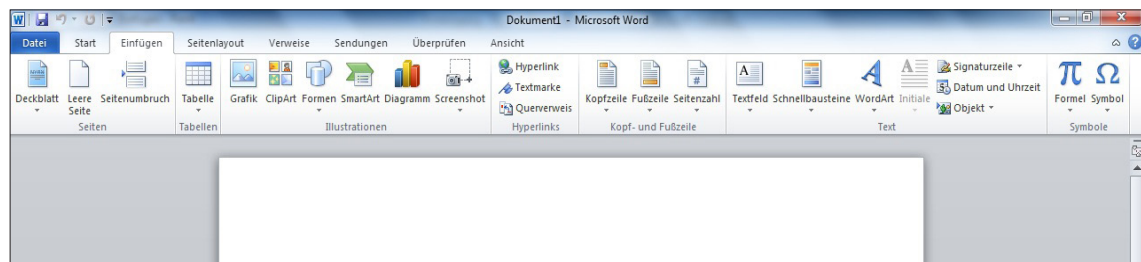 Dokument1 - Microsoft Word
Datei Start Einfügen Seitenlayout Verweise Sendungen Überprüfen Ansicht
Deckblatt Leere Seite Seitenumbruch
Seiten
Tabelle
Tabellen
Grafik ClipArt Formen SmartArt Diagramm Screenshot
Illustrationen
Hyperlink
Textmarke
Querverweis
Hyperlinks
Kopfzeile Fußzeile Seitenzahl
Kopf- und Fußzeile
Textfeld Schnellbausteine WordArt Initiale
Signaturzeile
Datum und Uhrzeit
Objekt
Text
Formel Symbol
Symbole